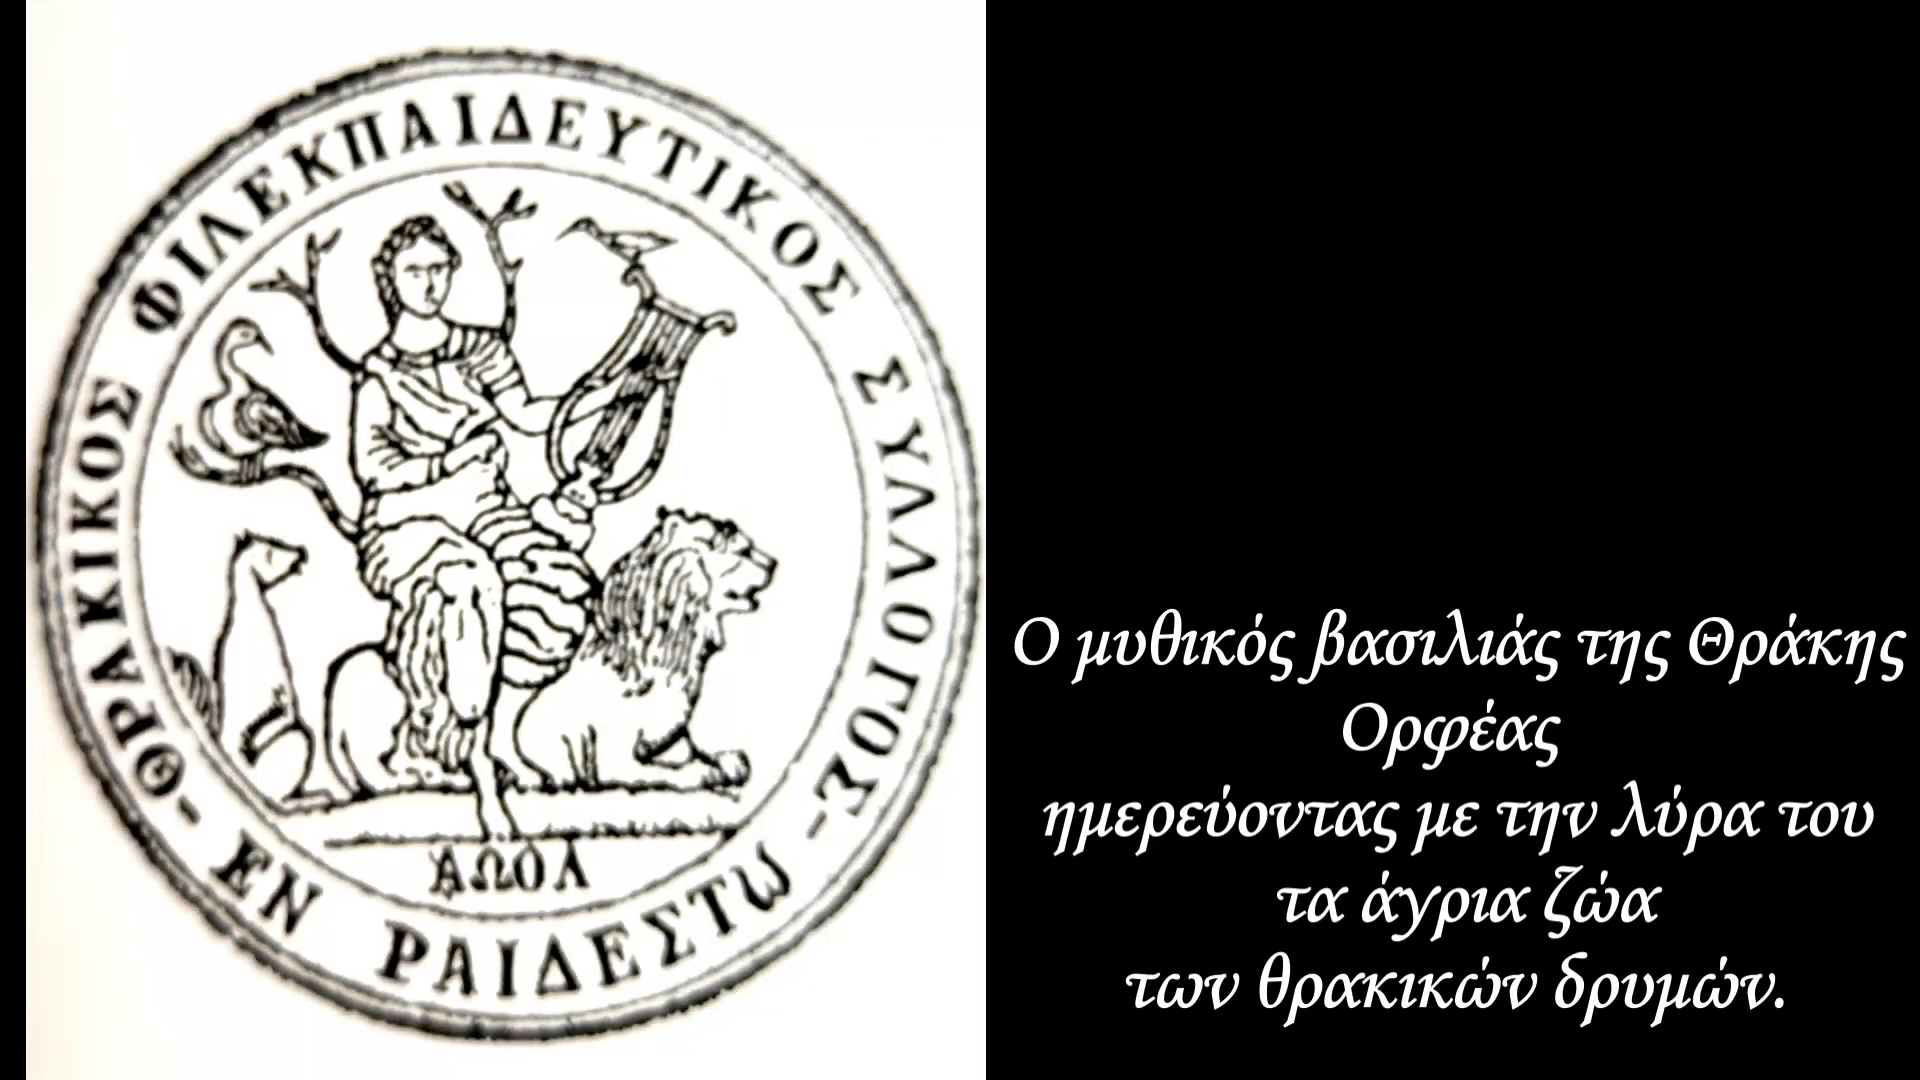 ΘΡΑΚΙΚΟΣ ΦΙΛΕΚΠΑΙΔΕΥΤΙΚΟΣ ΣΥΛΛΟΓΟΣ
- ΕΝ ΡΑΙΔΕΣΤΩ -
ΑΩΟΑ
Ο μυθικός βασιλιάς της Θράκης
Ορφέας
ημερεύοντας με την λύρα του
τα άγρια ζώα
των θρακικών δρυμών.